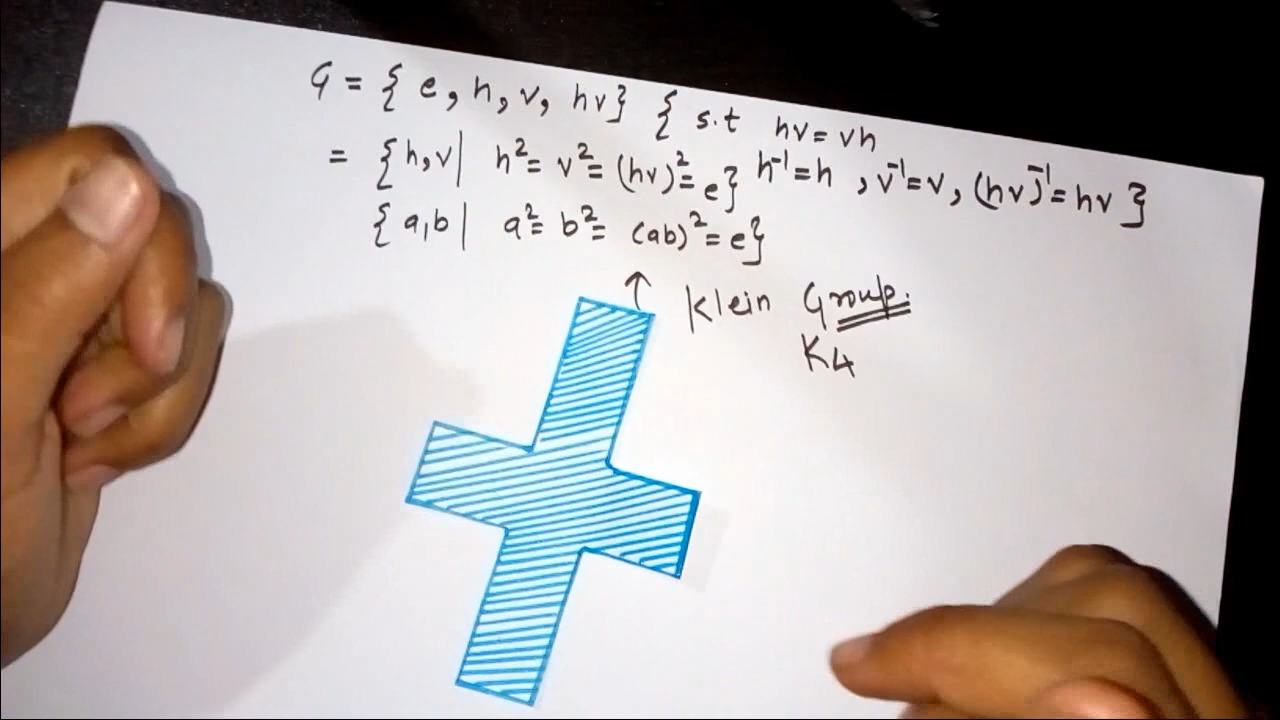 G = { e, h, v, hv} { s.t hv = vh
= {h,v| h² = v² = (hv)² = e} h⁻¹=h , v⁻¹=v, (hv)⁻¹=hv }
{a,b| a² = b² = (ab)² = e}
↑ Klein Group.
K4